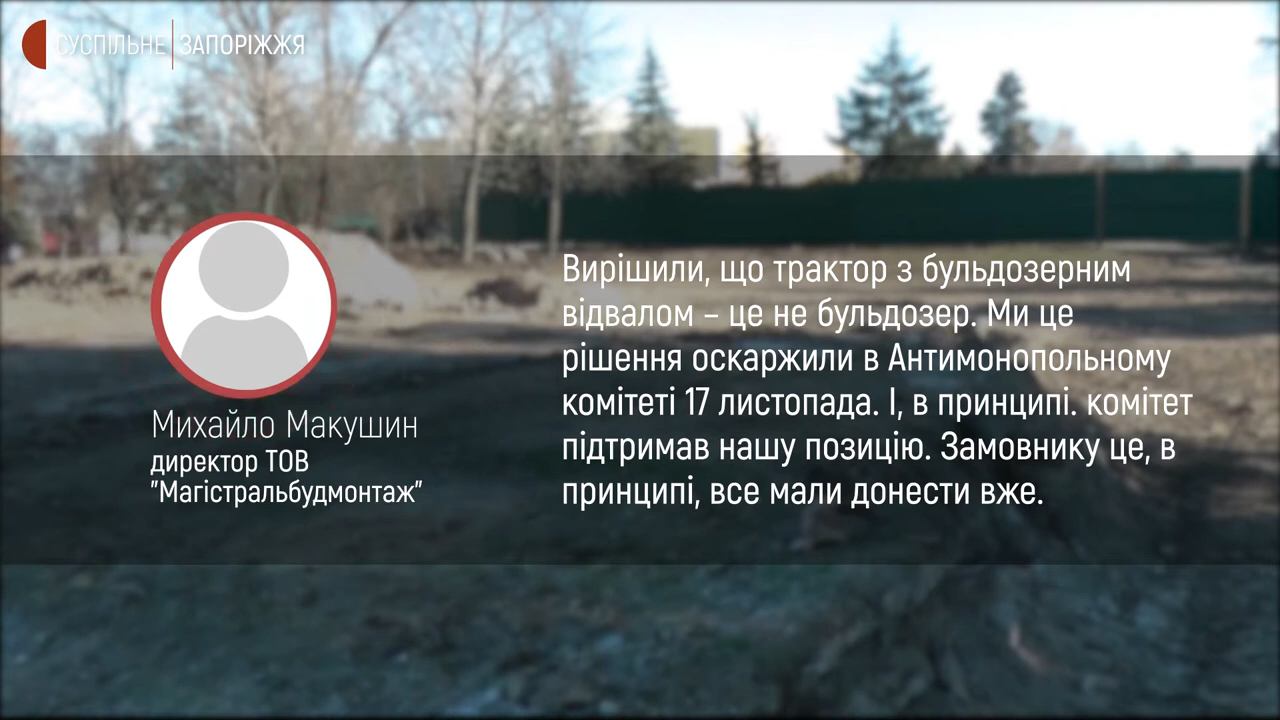 СУСПІЛЬНЕ ЗАПОРІЖЖЯ
Михайло Макушин
директор ТОВ
"Магістральбудмонтаж"
Вирішили, що трактор з бульдозерним
відвалом – це не бульдозер. Ми це
рішення оскаржили в Антимонопольному
комітеті 17 листопада. І, в принципі. комітет
підтримав нашу позицію. Замовнику це, в
принципі, все мали донести вже.